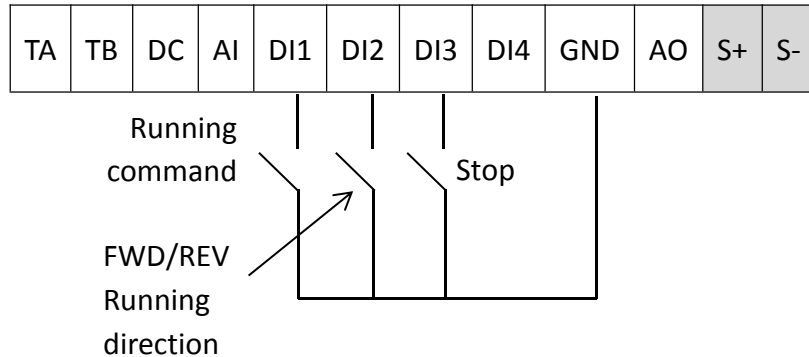 TA TB DC AI DI1 DI2 DI3 DI4 GND AO S+ S-
Running
command
Stop
FWD/REV
Running
direction